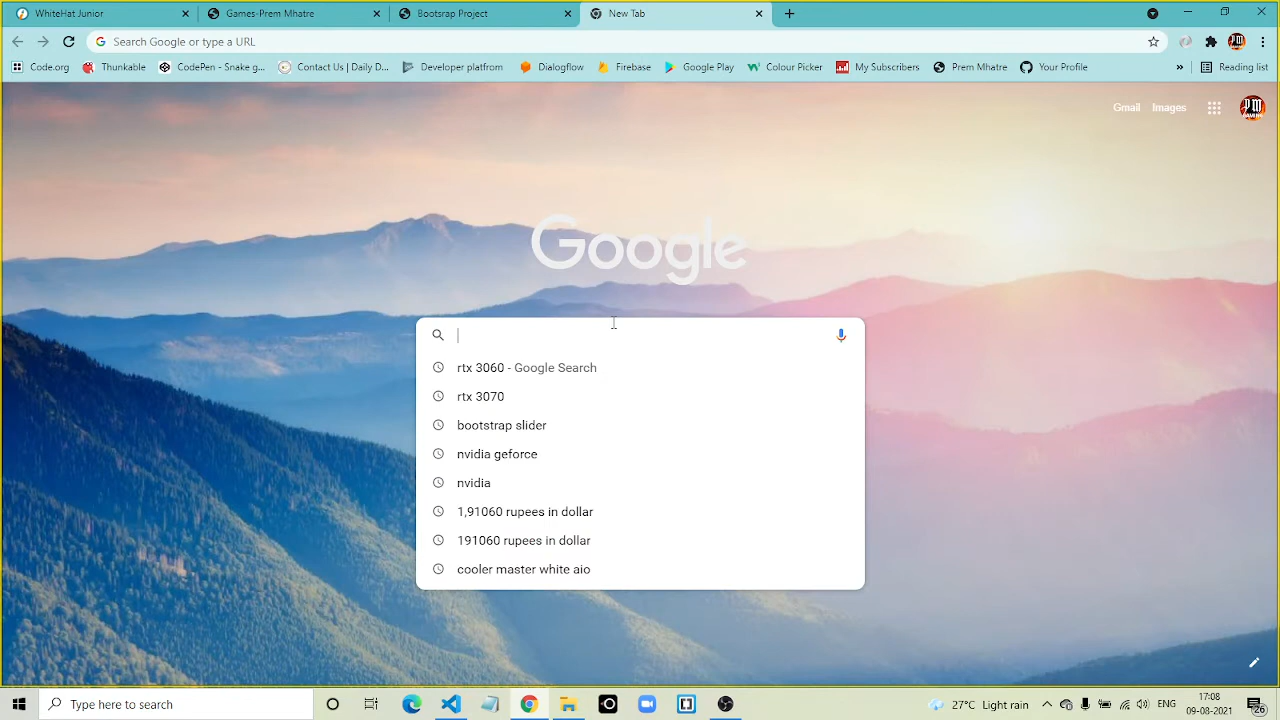 WhiteHat Junior
Games-Prem Mhatre
Bootsrap Project
New Tab
Search Google or type a URL
Code.org
Thunkable
CodePen - Snake g...
Contact Us | Daily D...
Developer platfrom
Dialogflow
Firebase
Google Play
Colour Picker
My Subscribers
Prem Mhatre
Your Profile
»
Reading list
Gmail
Images
Google
rtx 3060 - Google Search
rtx 3070
bootstrap slider
nvidia geforce
nvidia
1,91060 rupees in dollar
191060 rupees in dollar
cooler master white aio
Type here to search
27°C Light rain
ENG
17:08
09-08-2021
26